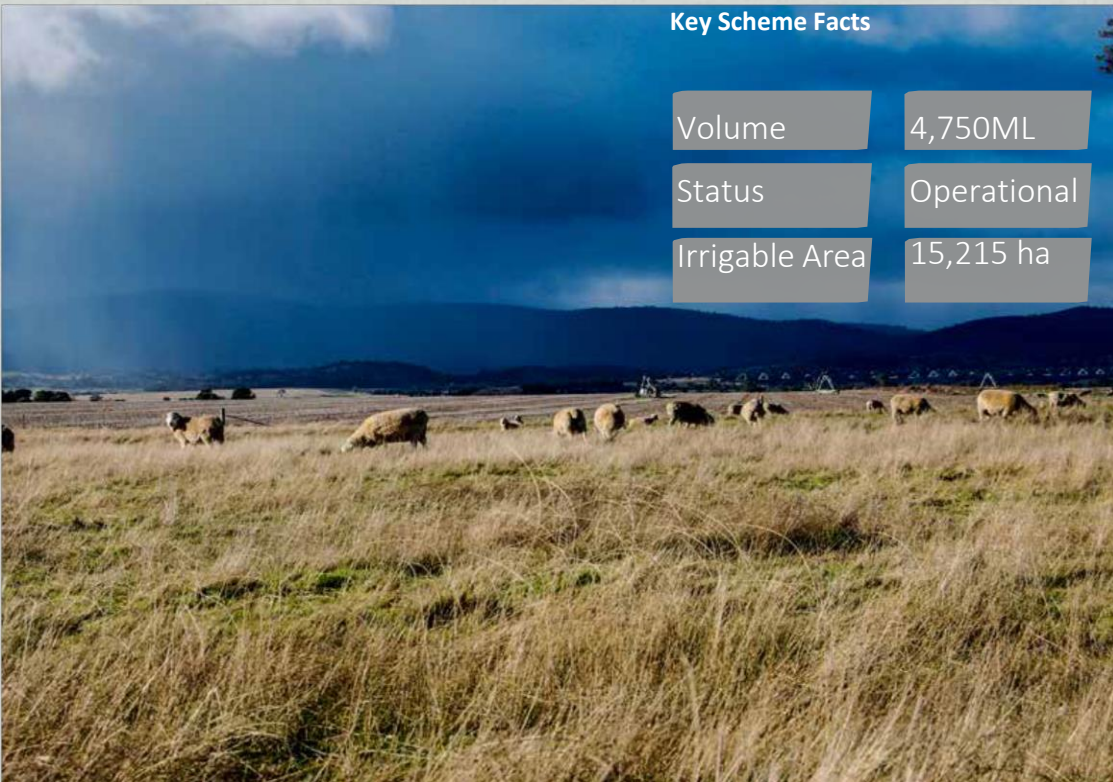 Key Scheme Facts
Volume 4,750ML
Status Operational
Irrigable Area 15,215 ha